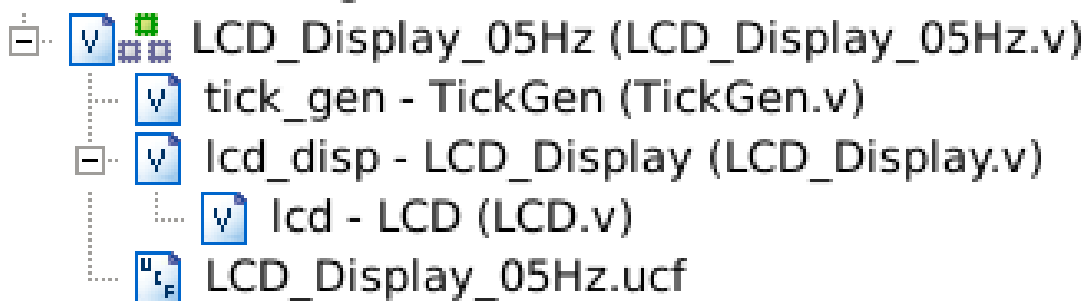 LCD_Display_05Hz (LCD_Display_05Hz.v)
tick_gen - TickGen (TickGen.v)
lcd_disp - LCD_Display (LCD_Display.v)
lcd - LCD (LCD.v)
LCD_Display_05Hz.ucf